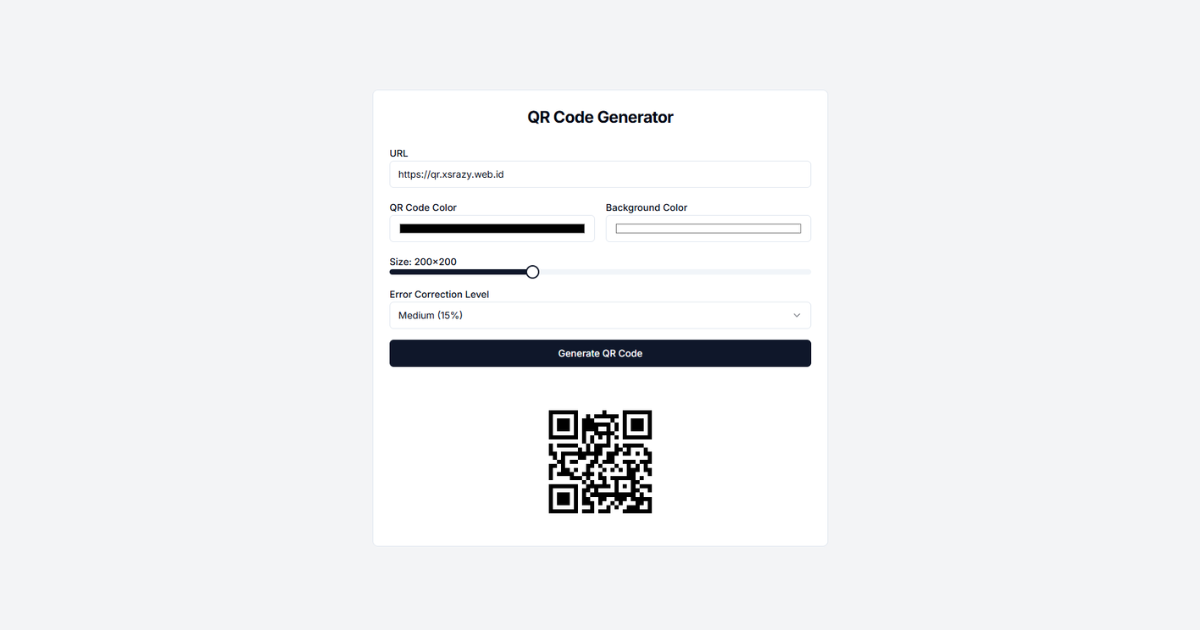 QR Code Generator
URL
https://qr.xsrazy.web.id
QR Code Color
Background Color
Size: 200×200
Error Correction Level
Medium (15%)
Generate QR Code